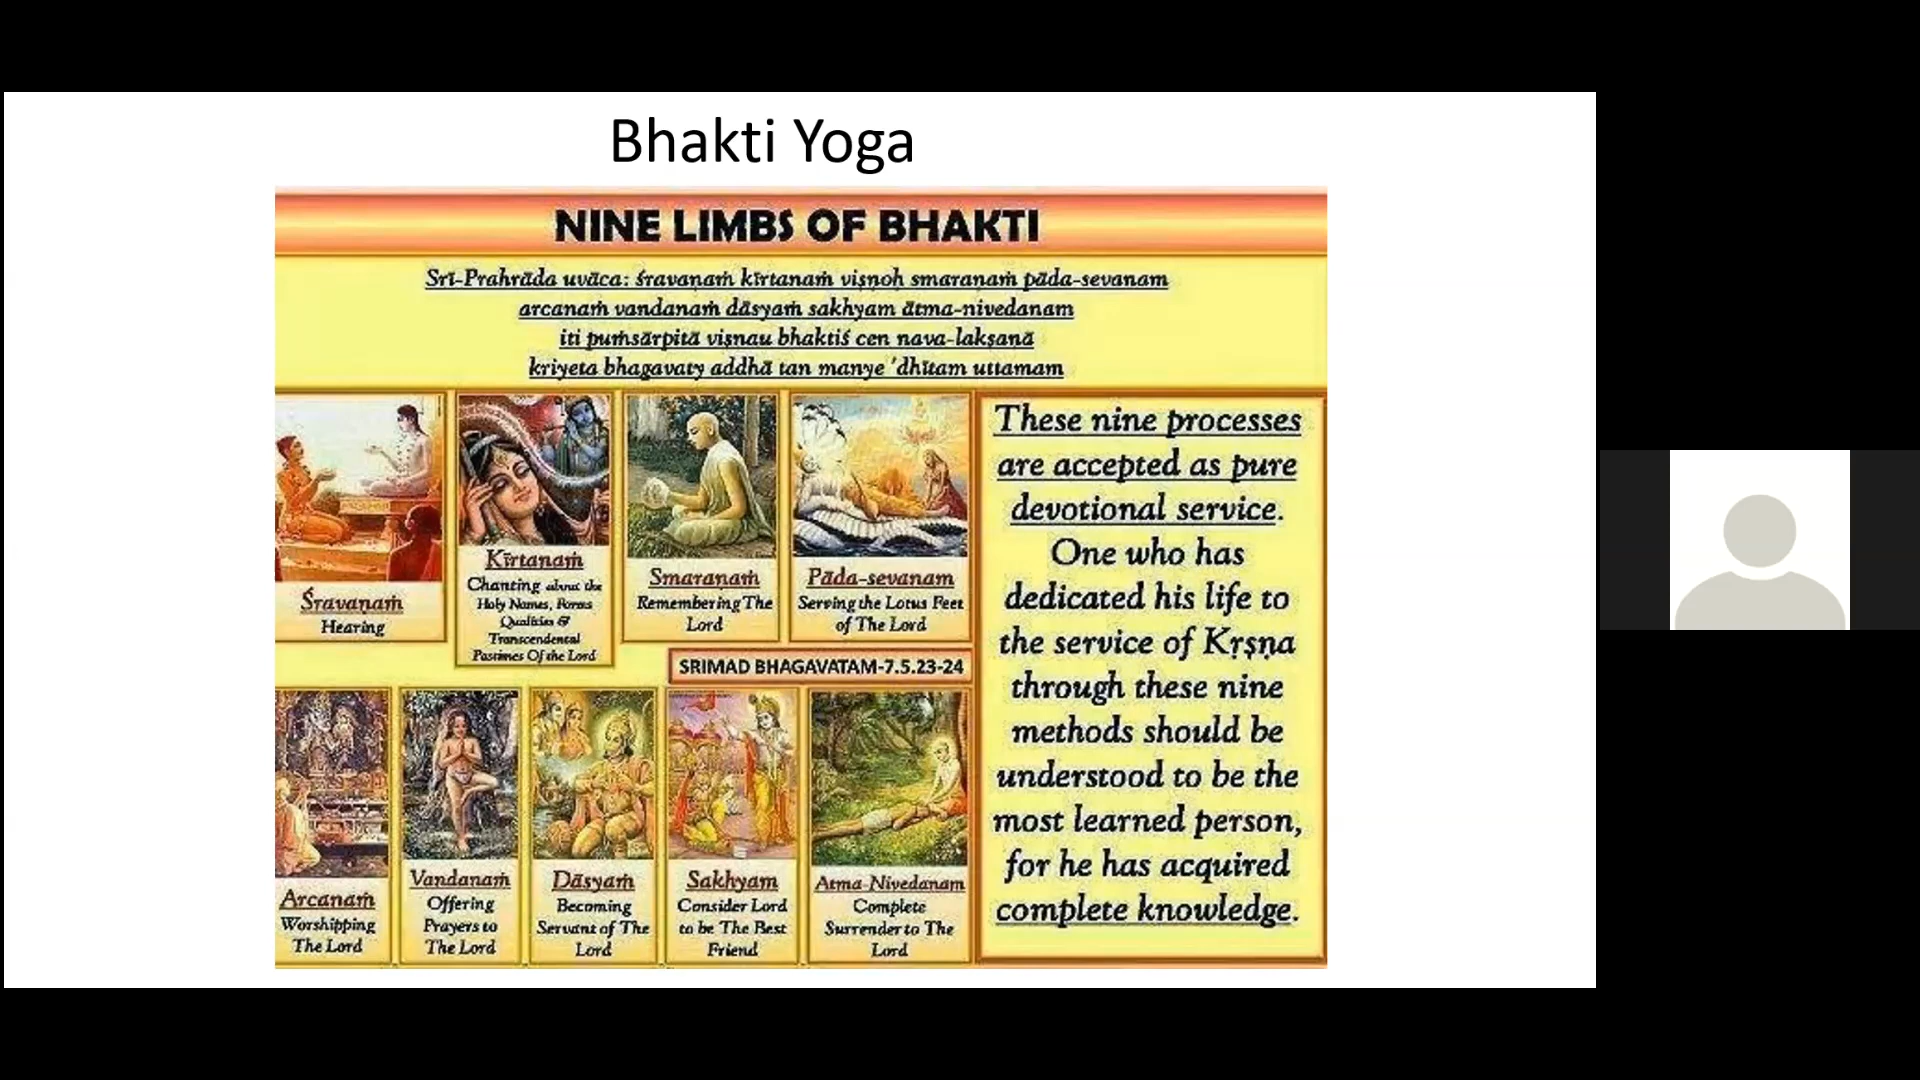 Bhakti Yoga
NINE LIMBS OF BHAKTI
Srī-Prahrāda uvāca: śravaṇaṁ kīrtanaṁ viṣṇoḥ smaraṇaṁ pāda-sevanam
arcanaṁ vandanaṁ dāsyaṁ sakhyam ātma-nivedanam
iti puṁsārpitā viṣṇau bhaktiś cen nava-lakṣaṇā
kriyeta bhagavaty addhā tan manye 'dhītam uttamam
Śravaṇaṁ
Hearing
Kīrtanaṁ
Chanting about the
Holy Names, Forms
Qualities &
Transcendental
Pastimes Of the Lord
Smaraṇaṁ
Remembering The
Lord
Pāda-sevanam
Serving the Lotus Feet
of The Lord
SRIMAD BHAGAVATAM-7.5.23-24
Arcanaṁ
Worshipping
The Lord
Vandanaṁ
Offering
Prayers to
The Lord
Dāsyaṁ
Becoming
Servant of The
Lord
Sakhyam
Consider Lord
to be The Best
Friend
Atma-Nivedanam
Complete
Surrender to The
Lord
These nine processes
are accepted as pure
devotional service.
One who has
dedicated his life to
the service of Kṛṣṇa
through these nine
methods should be
understood to be the
most learned person,
for he has acquired
complete knowledge.